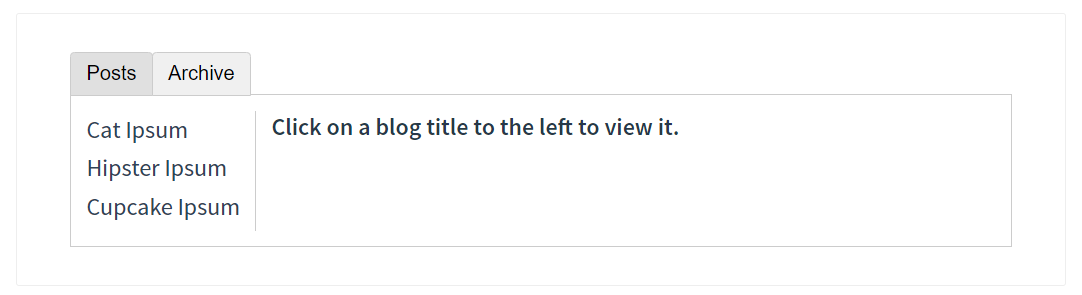 Posts Archive
Cat Ipsum
Hipster Ipsum
Cupcake Ipsum
Click on a blog title to the left to view it.